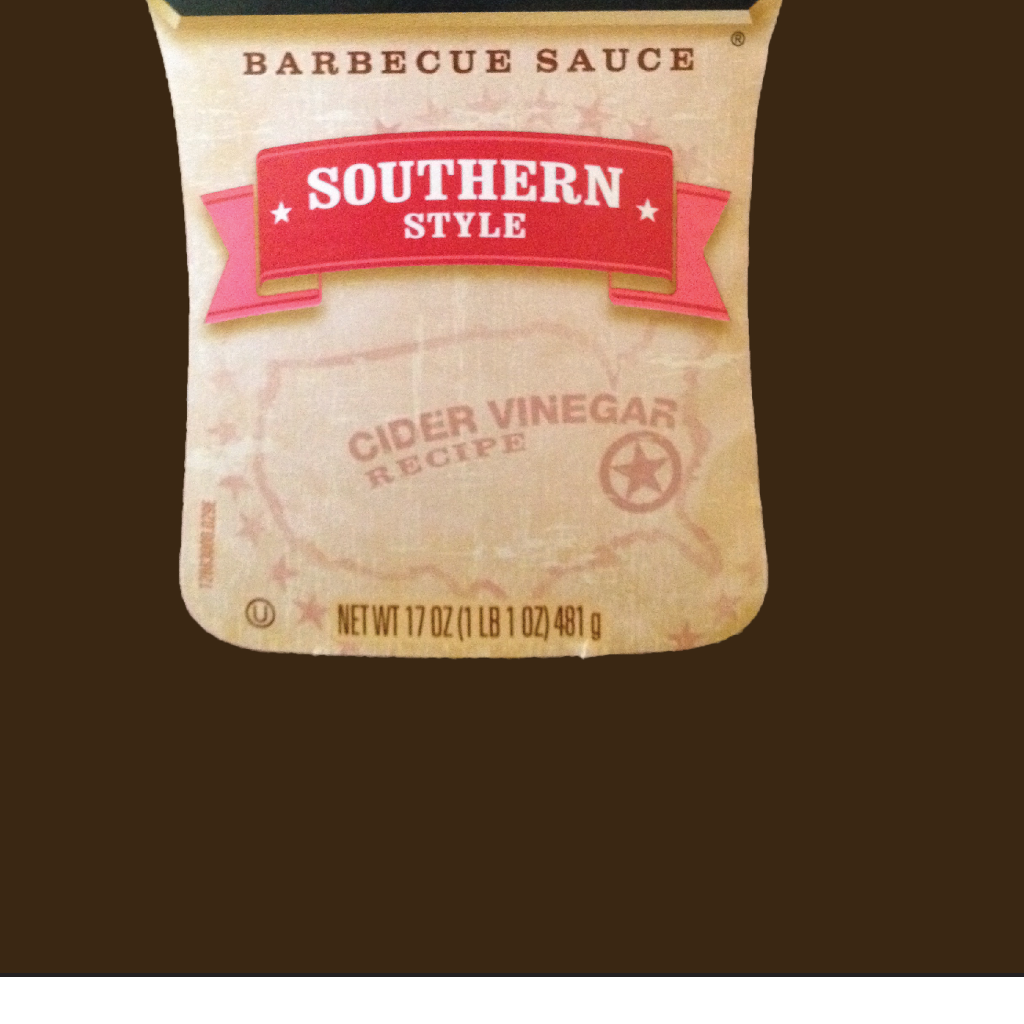 BARBECUE SAUCE ®
SOUTHERN
STYLE
CIDER VINEGAR
RECIPE
U
NET WT 17 OZ (1 LB 1 OZ) 481 g